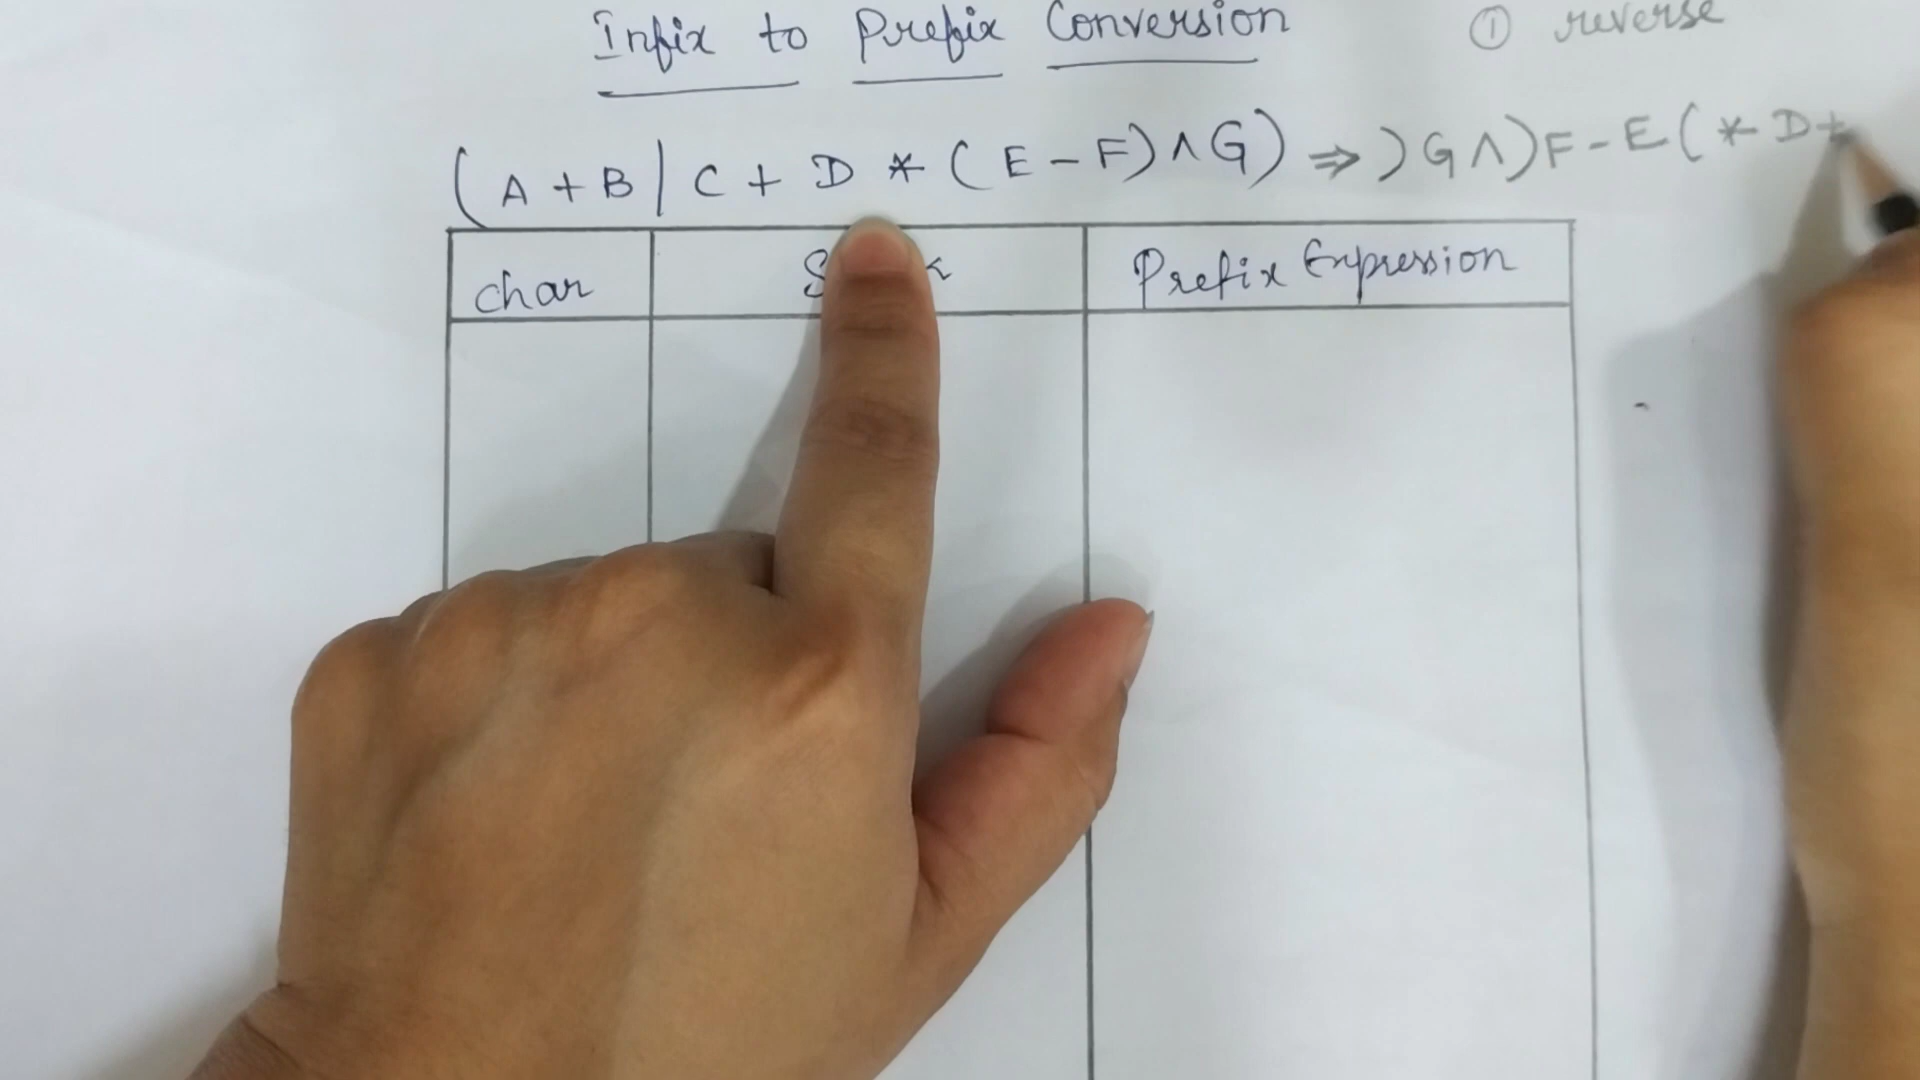 Infix to Prefix Conversion
① reverse
(A+B/C+D*(E-F)^G) ⇒ )G^)F-E(*D+
char
Prefix Expression